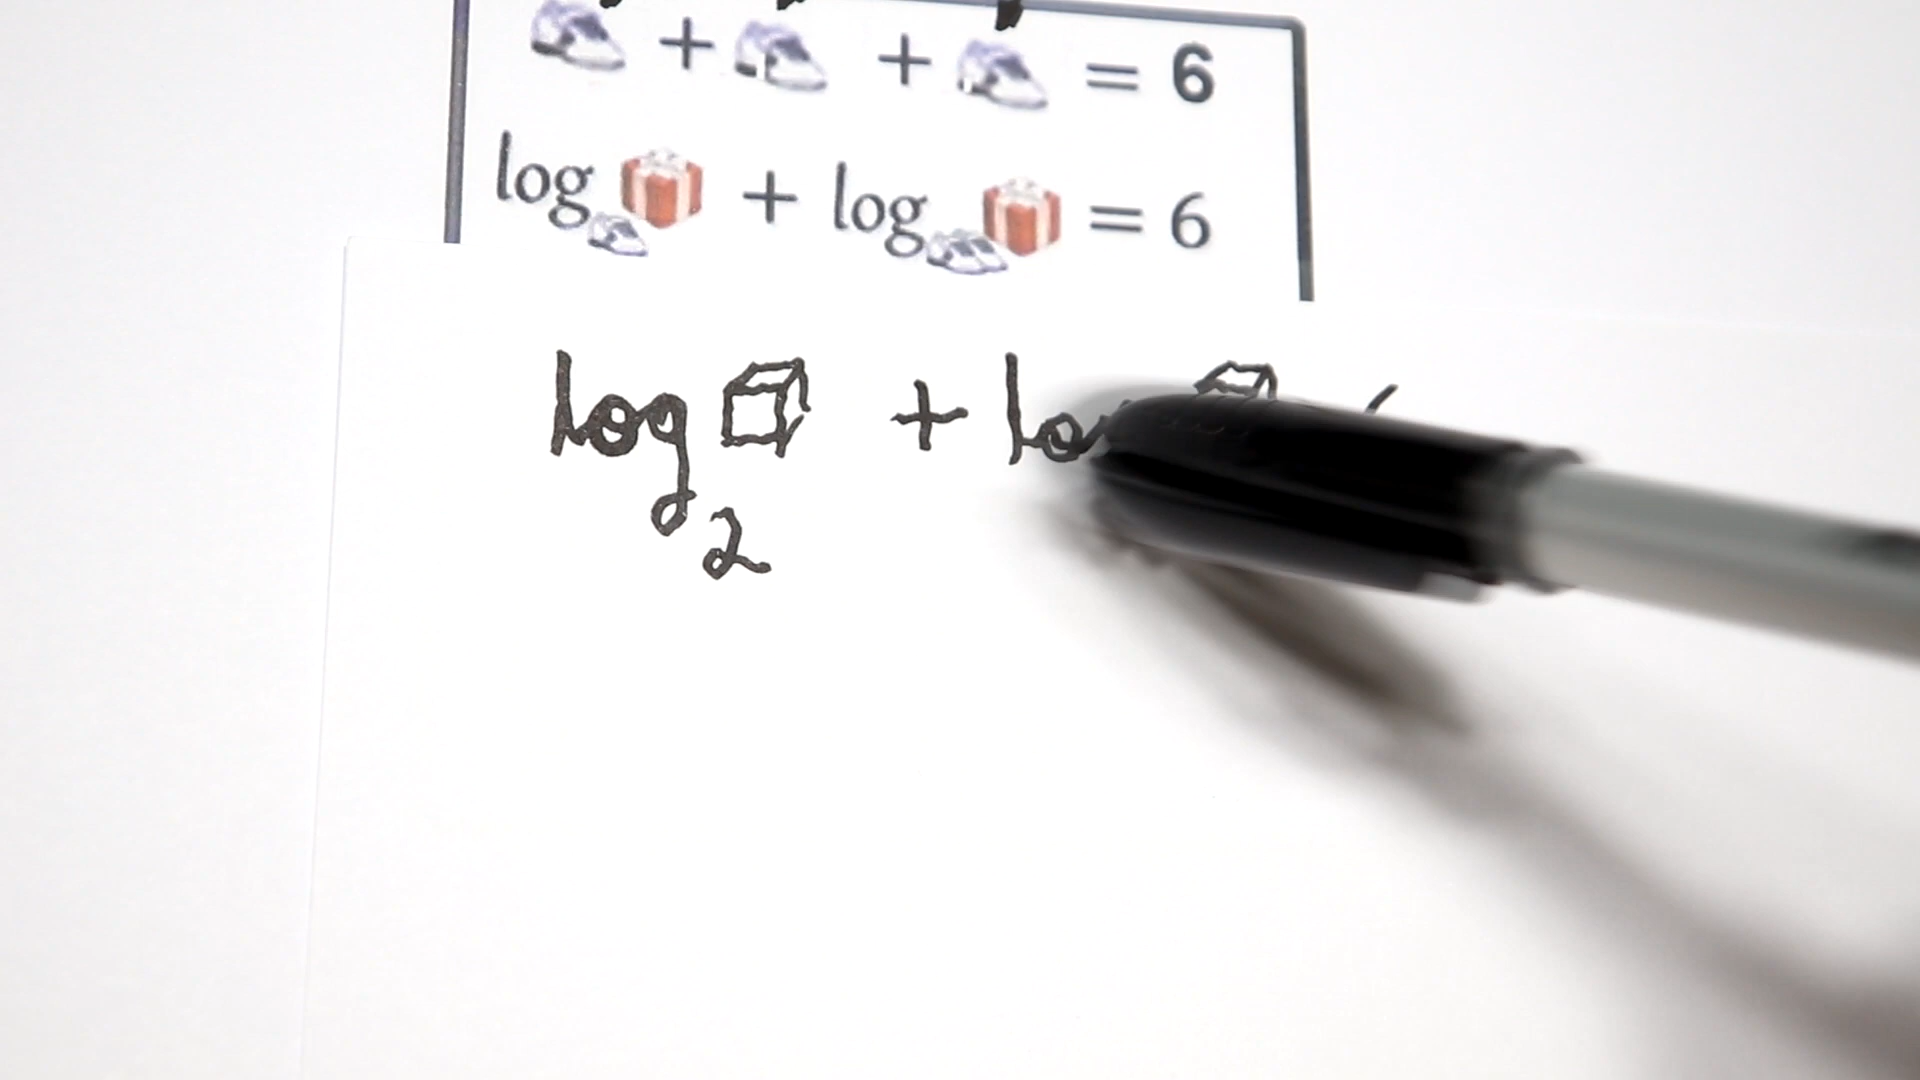 + + = 6
log + log = 6
log + lo
2